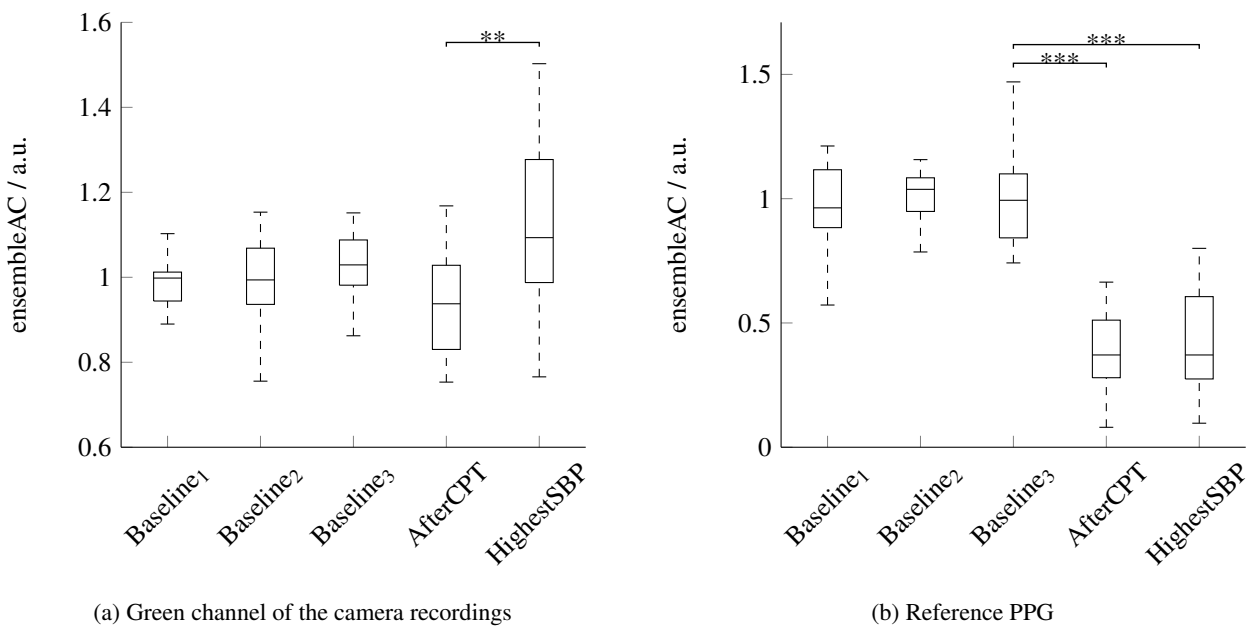 1.6
1.4
1.2
1
0.8
0.6
ensembleAC / a.u.
**
Baseline₁
Baseline₂
Baseline₃
AfterCPT
HighestSBP
(a) Green channel of the camera recordings
1.5
1
0.5
0
ensembleAC / a.u.
***
***
Baseline₁
Baseline₂
Baseline₃
AfterCPT
HighestSBP
(b) Reference PPG